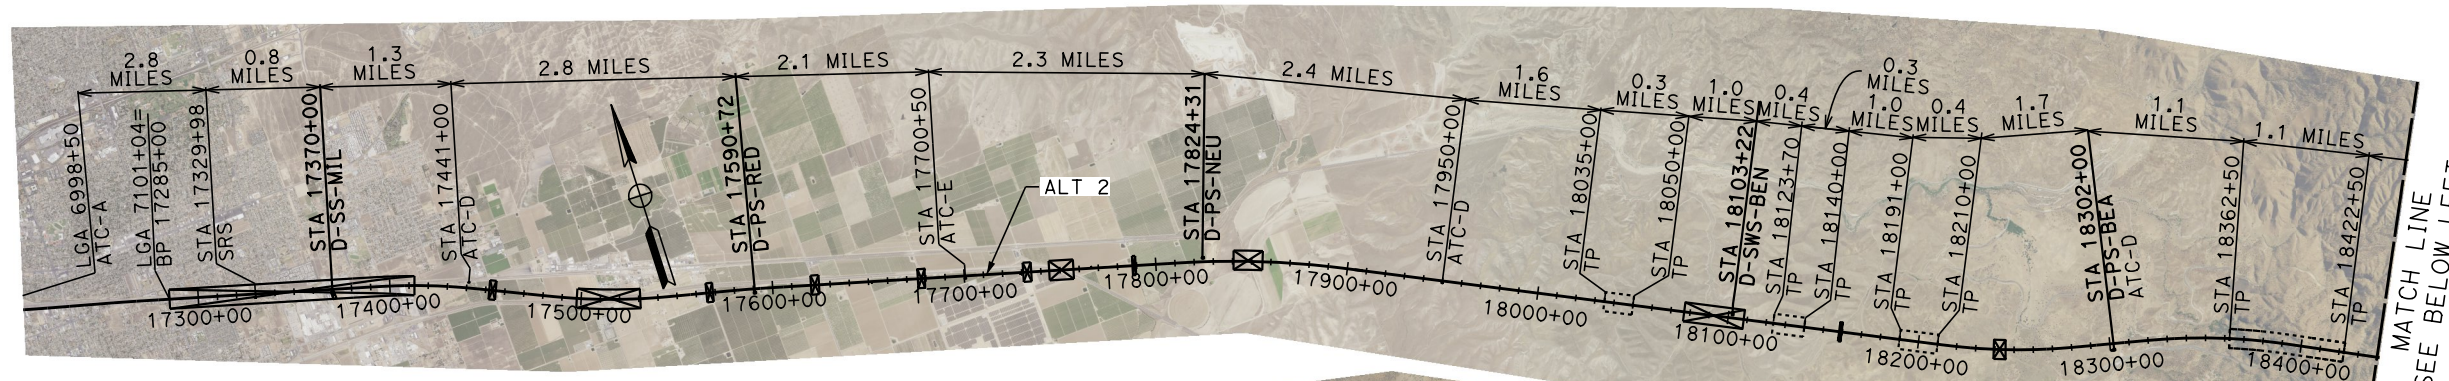 2.8
MILES
0.8
MILES
1.3
MILES
2.8 MILES
2.1 MILES
2.3 MILES
2.4 MILES
1.6
MILES
0.3
MILES
1.0
MILES
0.4
MILES
0.3
MILES
1.0
MILES
0.4
MILES
1.7
MILES
1.1
MILES
1.1 MILES
LGA 6998+50
ATC-A
LGA 7101+04=
BP 17285+00
STA 17329+98
SRS
STA 17370+00
D-SS-MIL
STA 17441+00
ATC-D
STA 17590+72
D-PS-RED
STA 17700+50
ATC-E
ALT 2
STA 17824+31
D-PS-NEU
STA 17950+00
ATC-D
STA 18035+00
TP
STA 18050+00
TP
STA 18103+22
D-SWS-BEN
STA 18123+70
TP
STA 18140+00
TP
STA 18191+00
TP
STA 18210+00
TP
STA 18302+00
D-PS-BEA
ATC-D
STA 18362+50
TP
STA 18422+50
TP
17300+00
17400+00
17500+00
17600+00
17700+00
17800+00
17900+00
18000+00
18100+00
18200+00
18300+00
18400+00
MATCH LINE
SEE BELOW LEFT